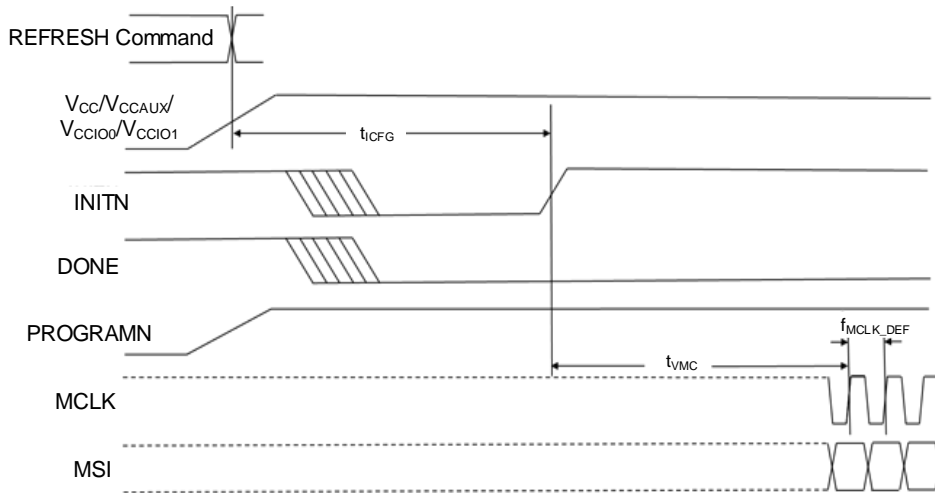 REFRESH Command
VCC/VCCAUX/
VCCIO0/VCCIO1
tICFG
INITN
DONE
PROGRAMN
fMCLK_DEF
tVMC
MCLK
MSI